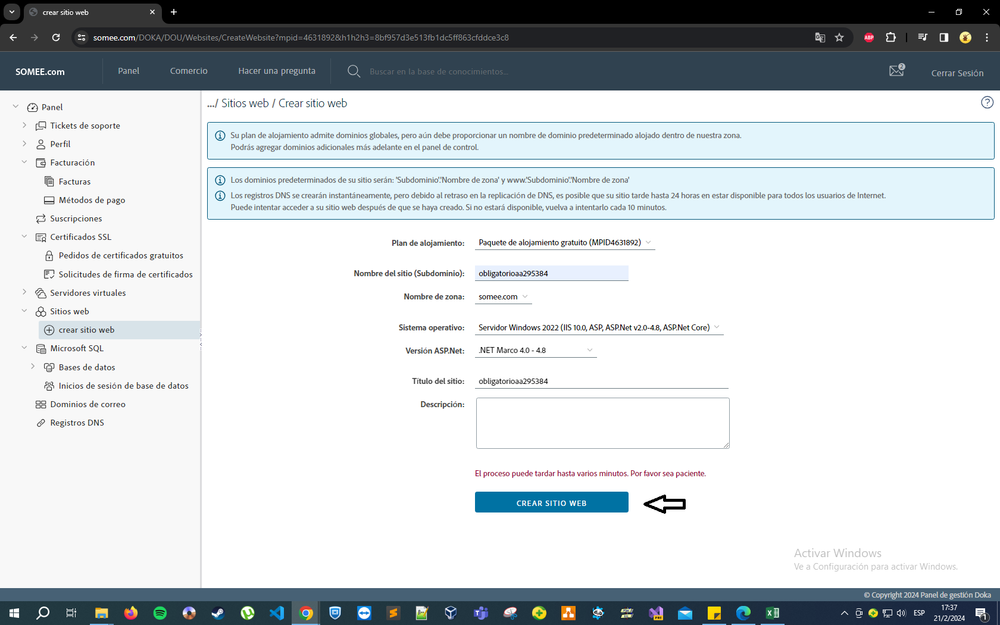 crear sitio web
somee.com/DOKA/DOU/Websites/CreateWebsite?mpid=4631892&h1h2h3=8bf957d3e513fb1dc5ff863cfddce3c8
ABP
SOMEE.com
Panel
Comercio
Hacer una pregunta
Buscar en la base de conocimientos...
2
Cerrar Sesión
Panel
Tickets de soporte
Perfil
Facturación
Facturas
Métodos de pago
Suscripciones
Certificados SSL
Pedidos de certificados gratuitos
Solicitudes de firma de certificados
Servidores virtuales
Sitios web
crear sitio web
Microsoft SQL
Bases de datos
Inicios de sesión de base de datos
Dominios de correo
Registros DNS
.../ Sitios web / Crear sitio web
Su plan de alojamiento admite dominios globales, pero aún debe proporcionar un nombre de dominio predeterminado alojado dentro de nuestra zona.
Podrás agregar dominios adicionales más adelante en el panel de control.
Los dominios predeterminados de su sitio serán: 'Subdominio'.'Nombre de zona' y www.'Subdominio'.'Nombre de zona'
Los registros DNS se crearán instantáneamente, pero debido al retraso en la replicación de DNS, es posible que su sitio tarde hasta 24 horas en estar disponible para todos los usuarios de Internet.
Puede intentar acceder a su sitio web después de que se haya creado. Si no estará disponible, vuelva a intentarlo cada 10 minutos.
Plan de alojamiento: Paquete de alojamiento gratuito (MPID4631892)
Nombre del sitio (Subdominio): obligatorioaa295384
Nombre de zona: somee.com
Sistema operativo: Servidor Windows 2022 (IIS 10.0, ASP, ASP.Net v2.0-4.8, ASP.Net Core)
Versión ASP.Net: .NET Marco 4.0 - 4.8
Título del sitio: obligatorioaa295384
Descripción:
El proceso puede tardar hasta varios minutos. Por favor sea paciente.
CREAR SITIO WEB
Activar Windows
Ve a Configuración para activar Windows.
© Copyright 2024 Panel de gestión Doka
PRE
ESP
17:37
21/2/2024
1